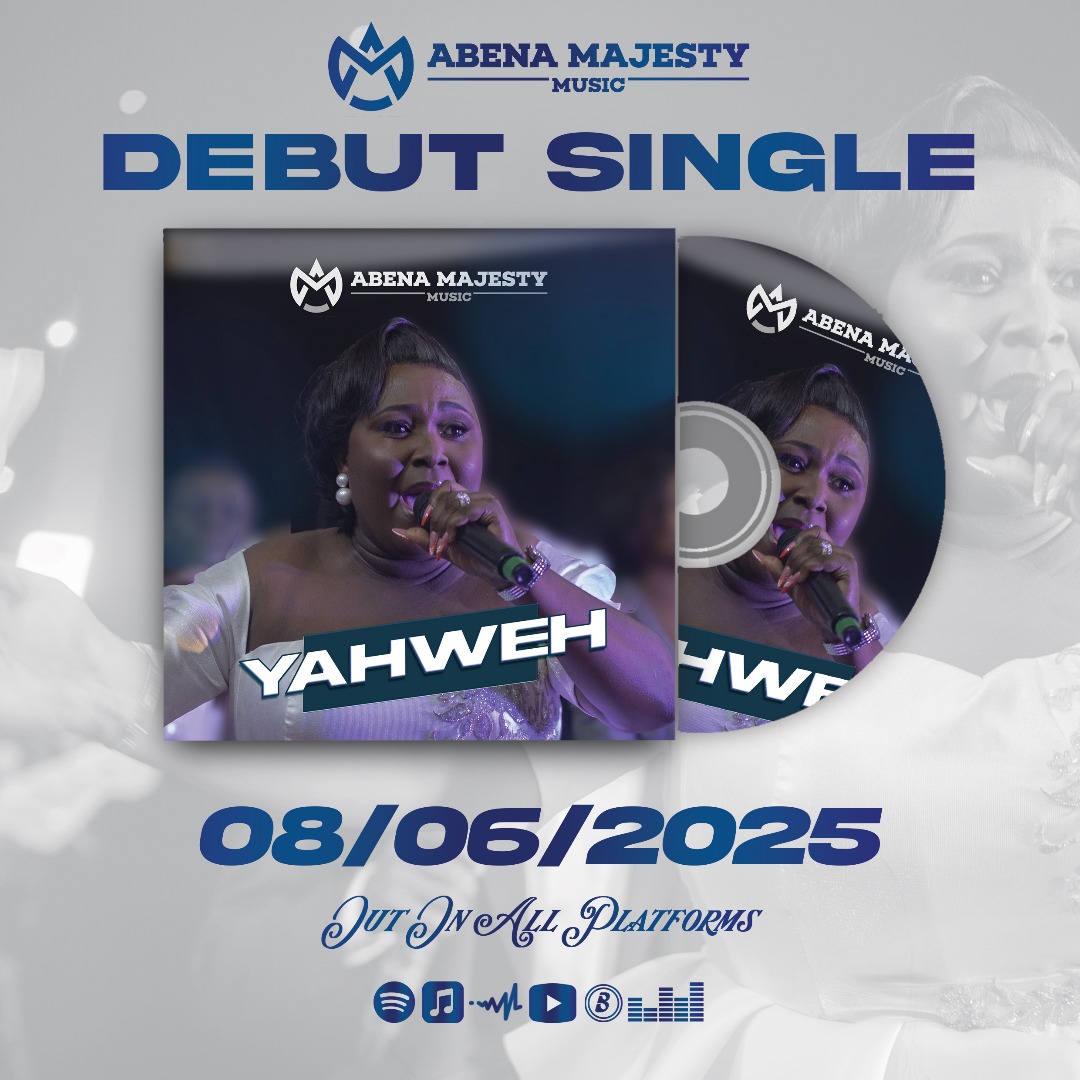 ABENA MAJESTY
MUSIC
DEBUT SINGLE
ABENA MAJESTY
MUSIC
ABENA MA
MUSIC
YAHWEH
HWE
08/06/2025
Out On All Platforms